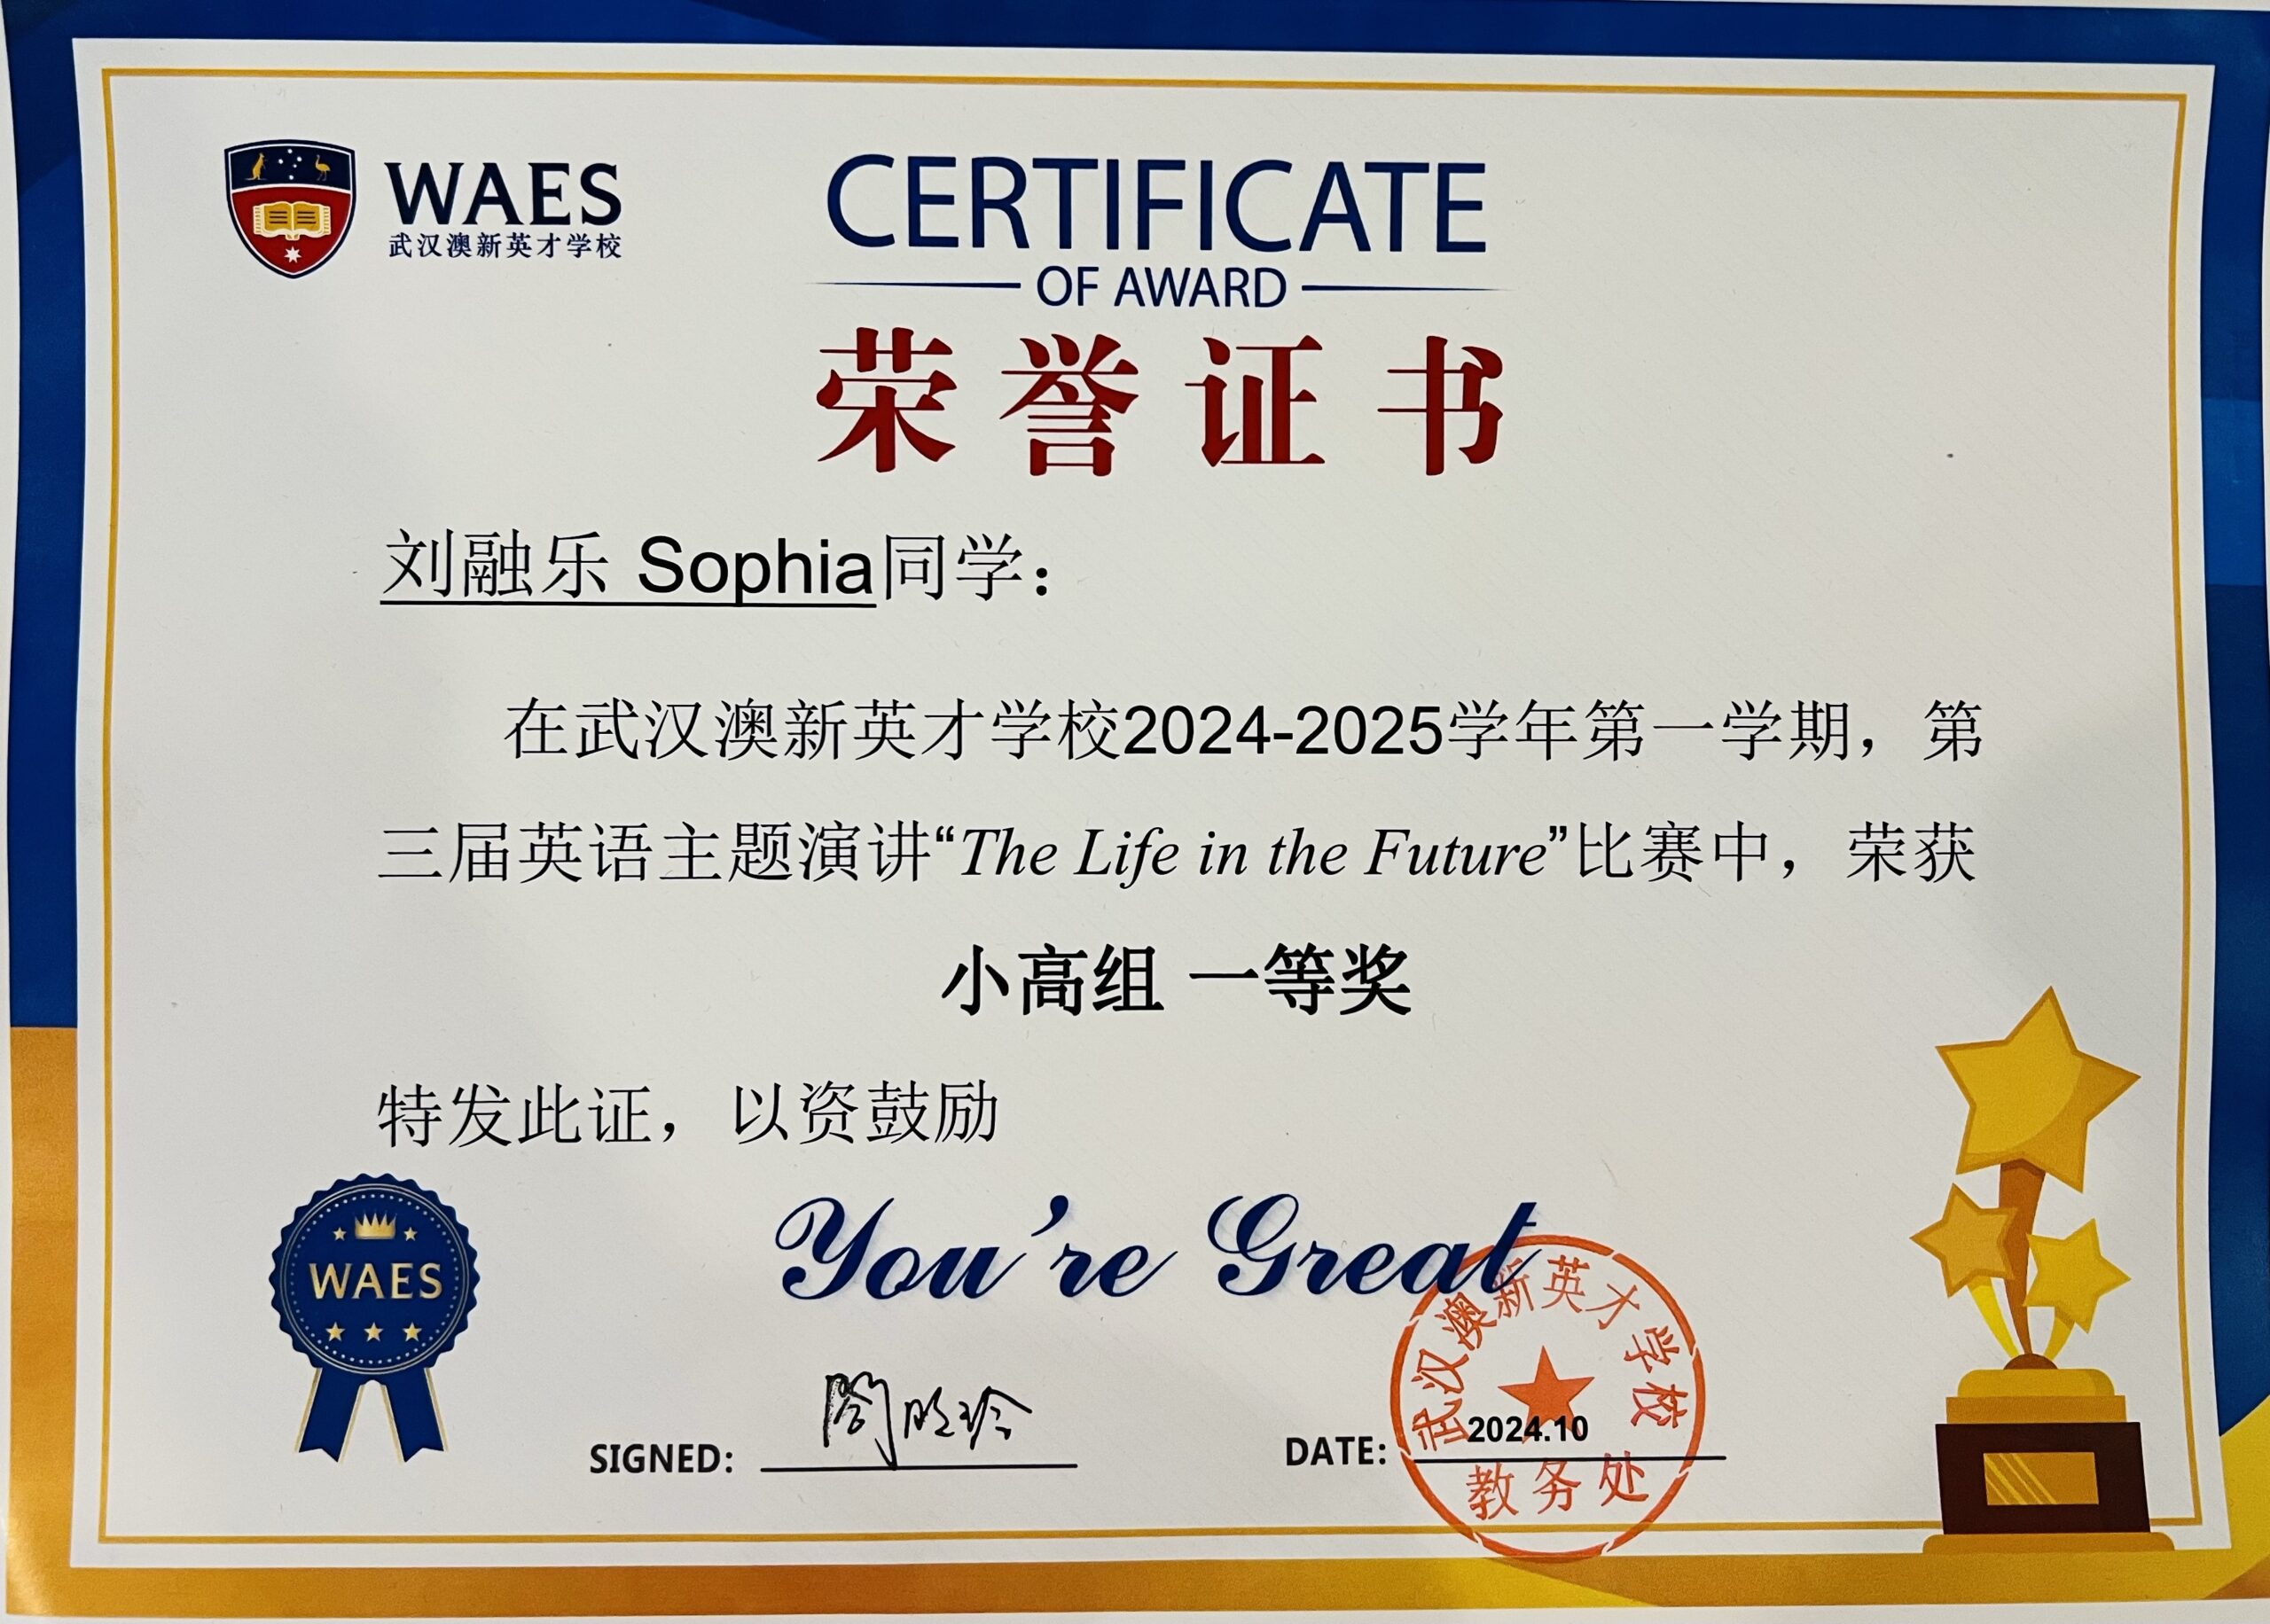 WAES
武汉澳新英才学校
CERTIFICATE
OF AWARD
荣誉证书
刘融乐 Sophia同学：
在武汉澳新英才学校2024-2025学年第一学期，第
三届英语主题演讲“The Life in the Future”比赛中，荣获
小高组 一等奖
特发此证，以资鼓励
You're Great
WAES
SIGNED:
DATE: 2024.10
武汉澳新英才学校
教务处